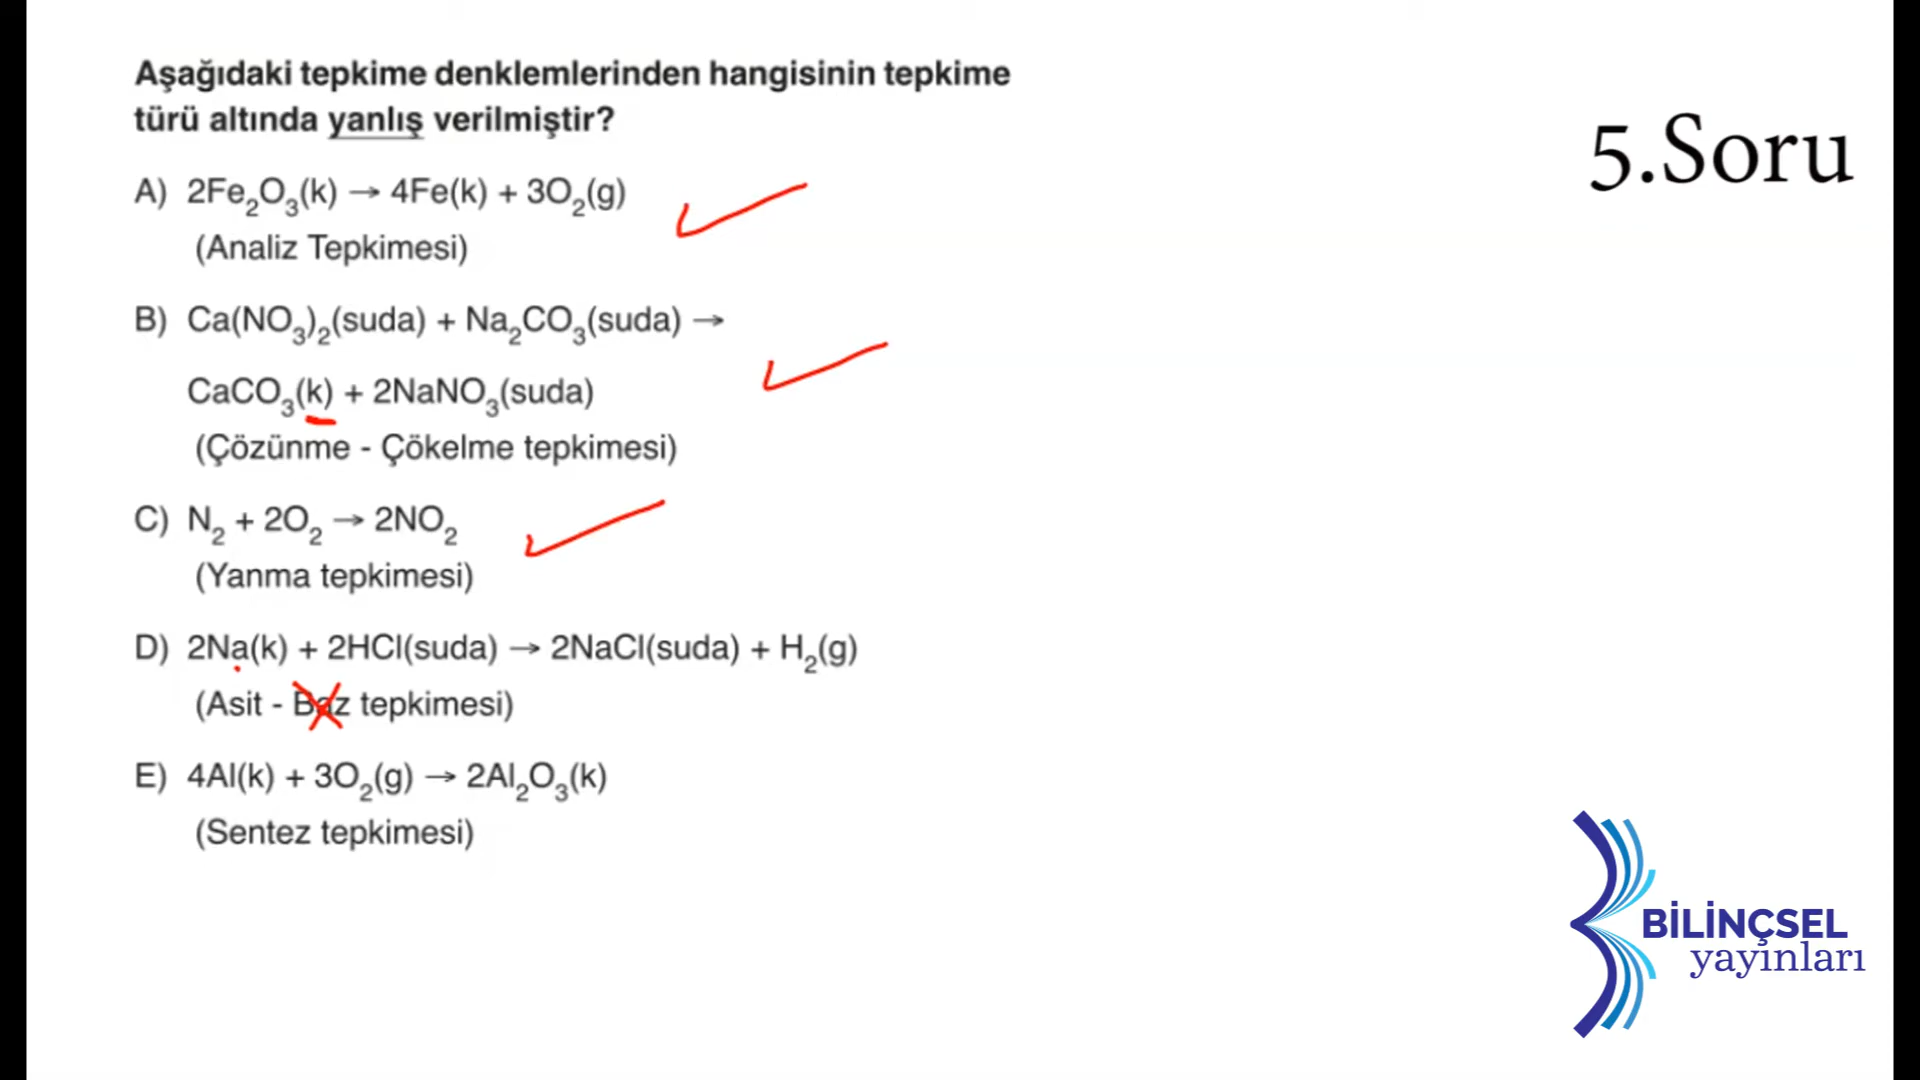 Aşağıdaki tepkime denklemlerinden hangisinin tepkime
türü altında yanlış verilmiştir?
5.Soru
A) 2Fe₂O₃(k) → 4Fe(k) + 3O₂(g)
(Analiz Tepkimesi)
B) Ca(NO₃)₂(suda) + Na₂CO₃(suda) →
CaCO₃(k) + 2NaNO₃(suda)
(Çözünme - Çökelme tepkimesi)
C) N₂ + 2O₂ → 2NO₂
(Yanma tepkimesi)
D) 2Na(k) + 2HCl(suda) → 2NaCl(suda) + H₂(g)
(Asit - Baz tepkimesi)
E) 4Al(k) + 3O₂(g) → 2Al₂O₃(k)
(Sentez tepkimesi)
BİLİNÇSEL
yayınları